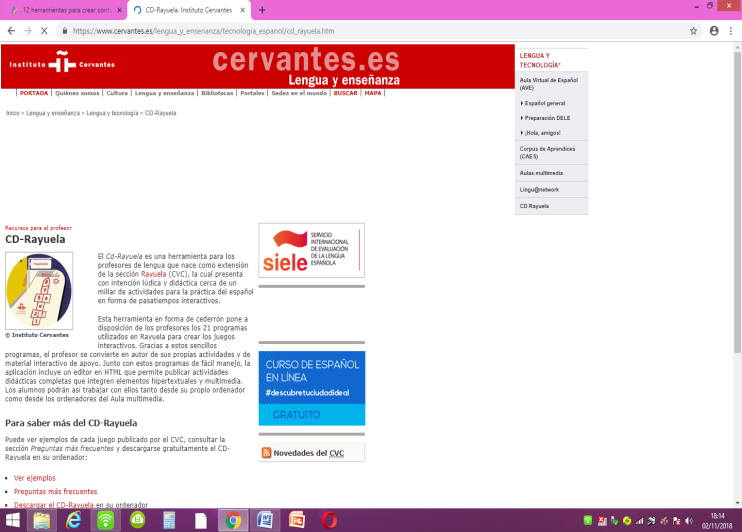 12 herramientas para crear conte
CD-Rayuela. Instituto Cervantes
https://www.cervantes.es/lengua_y_ensenanza/tecnologia_espanol/cd_rayuela.htm
Instituto Cervantes
cervantes.es
Lengua y enseñanza
PORTADA | Quiénes somos | Cultura | Lengua y enseñanza | Bibliotecas | Portales | Sedes en el mundo | BUSCAR | MAPA |
Inicio > Lengua y enseñanza > Lengua y tecnología > CD-Rayuela
LENGUA Y
TECNOLOGÍA*
Aula Virtual de Español
(AVE)
Español general
Preparación DELE
¡Hola, amigos!
Corpus de Aprendices
(CAES)
Aulas multimedia
Lingu@network
CD Rayuela
Recursos para el profesor
CD-Rayuela
© Instituto Cervantes
El Cd-Rayuela es una herramienta para los
profesores de lengua que nace como extensión
de la sección Rayuela (CVC), la cual presenta
con intención lúdica y didáctica cerca de un
millar de actividades para la práctica del español
en forma de pasatiempos interactivos.
Esta herramienta en forma de cederrón pone a
disposición de los profesores los 21 programas
utilizados en Rayuela para crear los juegos
interactivos. Gracias a estos sencillos
programas, el profesor se convierte en autor de sus propias actividades y de
material interactivo de apoyo. Junto con estos programas de fácil manejo, la
aplicación incluye un editor en HTML que permite publicar actividades
didácticas completas que integren elementos hipertextuales y multimedia.
Los alumnos podrán así trabajar con ellos tanto desde su propio ordenador
como desde los ordenadores del Aula multimedia.
Para saber más del CD-Rayuela
Puede ver ejemplos de cada juego publicado por el CVC, consultar la
sección Preguntas más frecuentes y descargarse gratuitamente el CD-
Rayuela en su ordenador:
Ver ejemplos
Preguntas más frecuentes
Descargar el CD-Rayuela en su ordenador
siele
SERVICIO
INTERNACIONAL
DE EVALUACIÓN
DE LA LENGUA
ESPAÑOLA
CURSO DE ESPAÑOL
EN LÍNEA
#descubretuciudadideal
GRATUITO
Novedades del CVC
18:14
02/11/2018